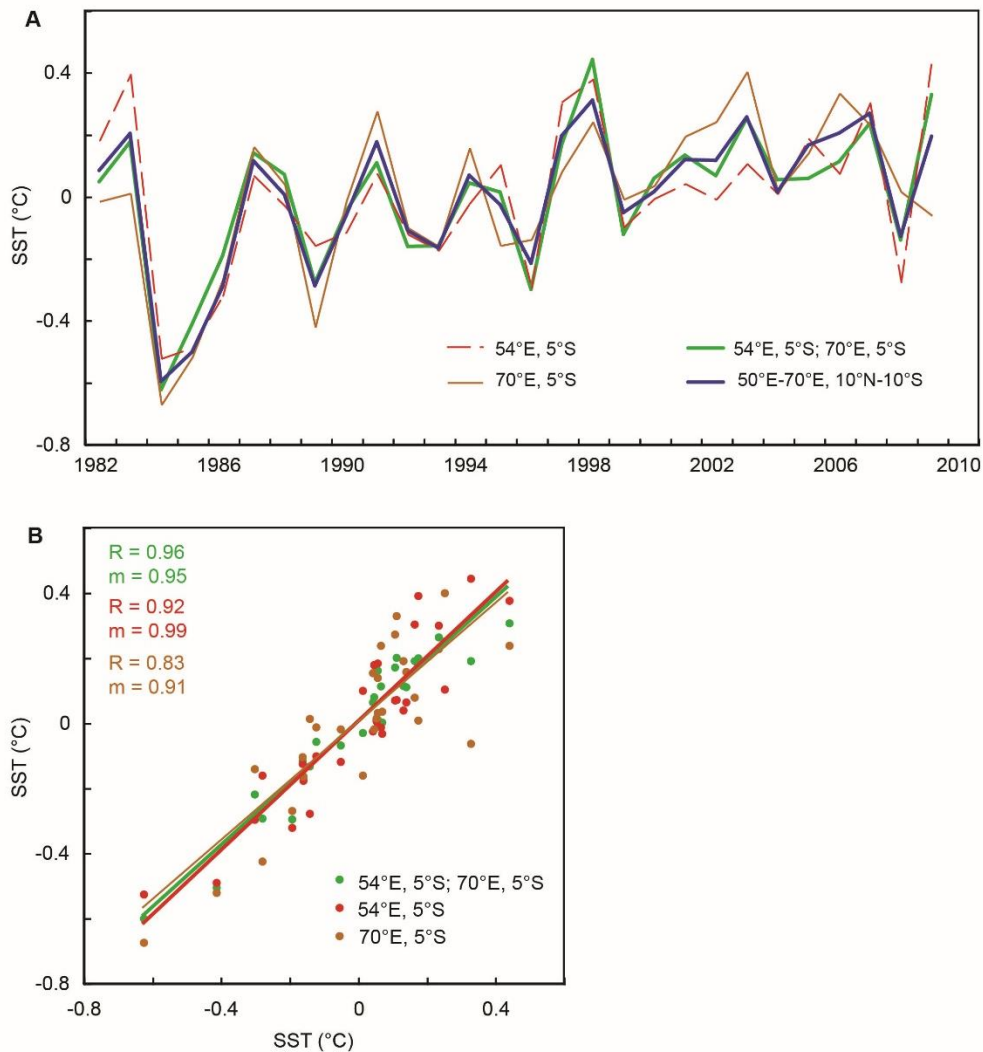 A
0.4
0
-0.4
-0.8
SST (°C)
54°E, 5°S
70°E, 5°S
54°E, 5°S; 70°E, 5°S
50°E-70°E, 10°N-10°S
1982 1986 1990 1994 1998 2002 2006 2010
B
R = 0.96
m = 0.95
R = 0.92
m = 0.99
R = 0.83
m = 0.91
0.4
0
-0.4
-0.8
SST (°C)
54°E, 5°S; 70°E, 5°S
54°E, 5°S
70°E, 5°S
-0.8 -0.4 0 0.4
SST (°C)